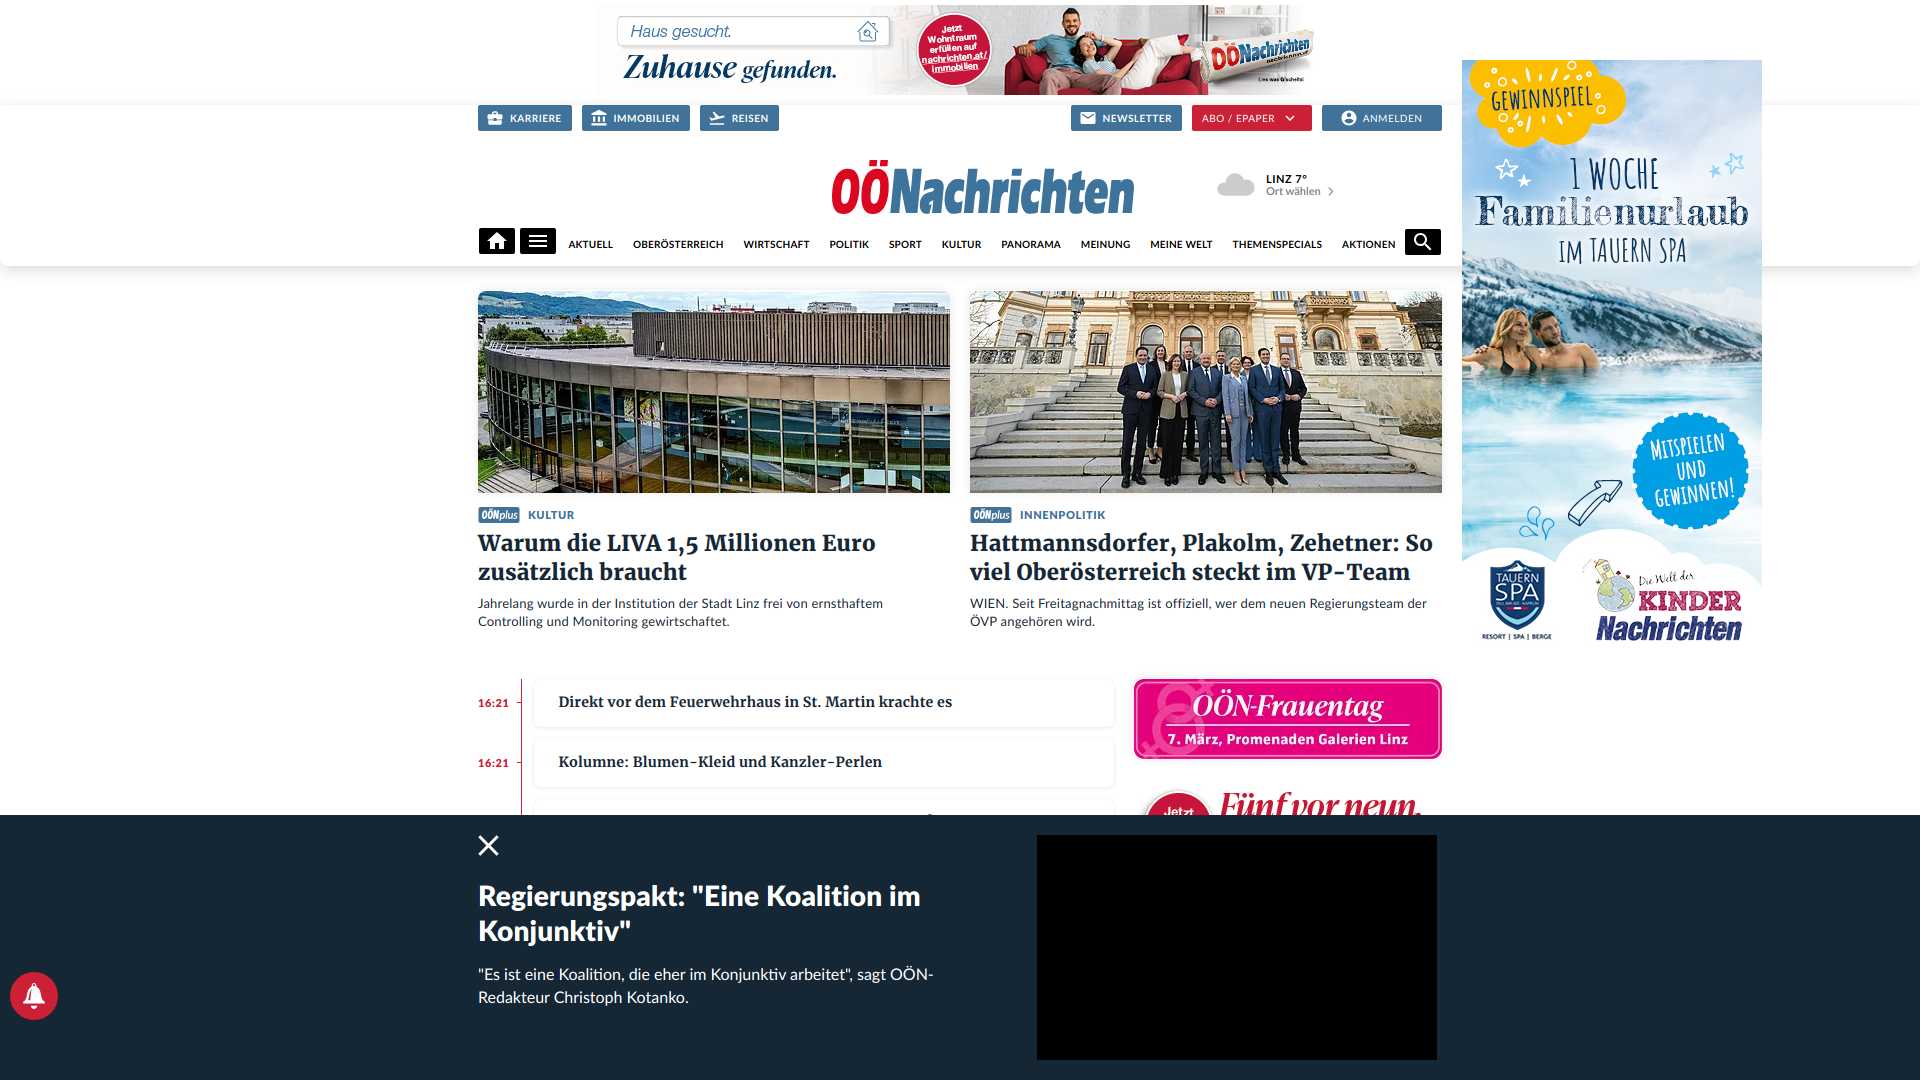 Haus gesucht.
Zuhause gefunden.
Jetzt
Wohntraum
erfüllen auf
nachrichten.at/
immobilien
OÖNachrichten
Lies was G'scheits!
KARRIERE
IMMOBILIEN
REISEN
NEWSLETTER
ABO / EPAPER
ANMELDEN
OÖNachrichten
LINZ 7°
Ort wählen
AKTUELL
OBERÖSTERREICH
WIRTSCHAFT
POLITIK
SPORT
KULTUR
PANORAMA
MEINUNG
MEINE WELT
THEMENSPECIALS
AKTIONEN
GEWINNSPIEL
1 WOCHE
Familienurlaub
IM TAUERN SPA
MITSPIELEN
UND
GEWINNEN!
TAUERN
SPA
RESORT | SPA | BERGE
Die Welt der
KINDER
Nachrichten
OÖNplus KULTUR
Warum die LIVA 1,5 Millionen Euro
zusätzlich braucht
Jahrelang wurde in der Institution der Stadt Linz frei von ernsthaftem
Controlling und Monitoring gewirtschaftet.
OÖNplus INNENPOLITIK
Hattmannsdorfer, Plakolm, Zehetner: So
viel Oberösterreich steckt im VP-Team
WIEN. Seit Freitagnachmittag ist offiziell, wer dem neuen Regierungsteam der
ÖVP angehören wird.
16:21
Direkt vor dem Feuerwehrhaus in St. Martin krachte es
16:21
Kolumne: Blumen-Kleid und Kanzler-Perlen
OÖN-Frauentag
7. März, Promenaden Galerien Linz
Jetzt
Fünf vor neun.
Regierungspakt: "Eine Koalition im
Konjunktiv"
"Es ist eine Koalition, die eher im Konjunktiv arbeitet", sagt OÖN-
Redakteur Christoph Kotanko.